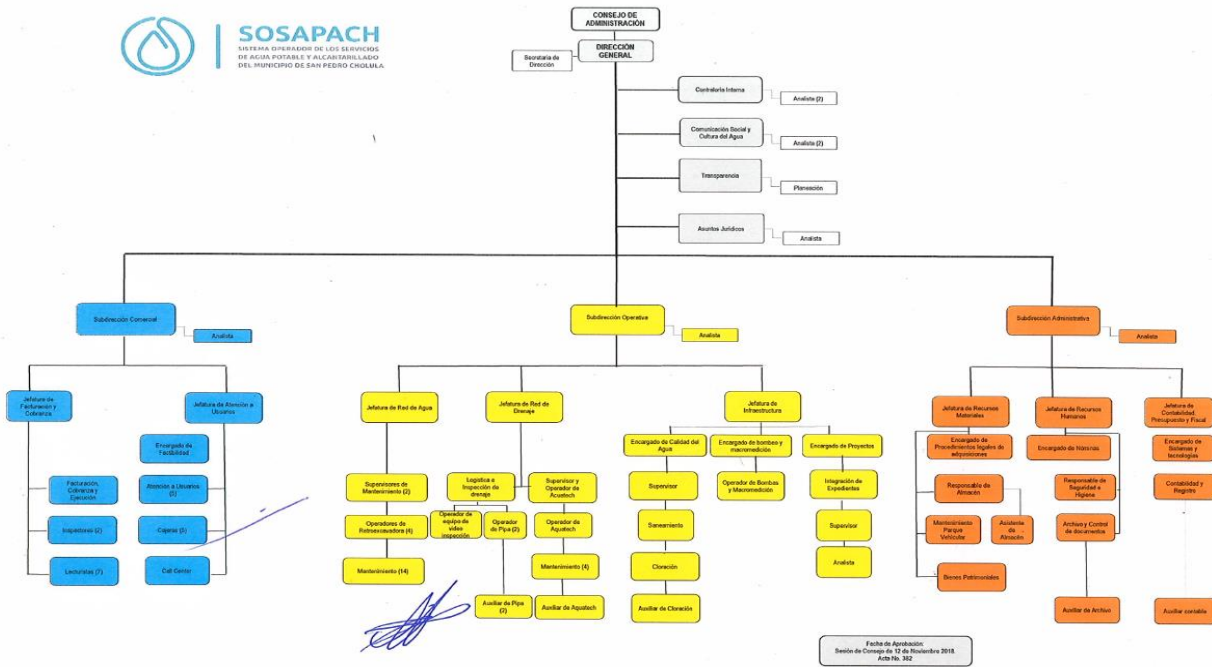 SOSAPACH
SISTEMA OPERADOR DE LOS SERVICIOS
DE AGUA POTABLE Y ALCANTARILLADO
DEL MUNICIPIO DE SAN PEDRO CHOLULA
CONSEJO DE
ADMINISTRACIÓN
DIRECCIÓN
GENERAL
Secretaria de
Dirección
Contraloría Interna
Analista (2)
Comunicación Social y
Cultura del Agua
Analista (2)
Transparencia
Planeación
Asuntos Jurídicos
Analista
Subdirección Comercial
Analista
Subdirección Operativa
Analista
Subdirección Administrativa
Analista
Jefatura de
Facturación y
Cobranza
Facturación,
Cobranza y
Ejecución
Inspectores (2)
Lecturistas (7)
Jefatura de Atención a
Usuarios
Encargado de
Factibilidad
Atención a Usuarios
Cajeras (5)
Call Center
Jefatura de Red de Agua
Supervisores de
Mantenimiento (2)
Operadores de
Retroexcavadora (4)
Mantenimiento (14)
Jefatura de Red de
Drenaje
Logística e
Inspección de
drenaje
Operador de
equipo de
video
inspección
Operador
de
Pipa (2)
Auxiliar de Pipa
(2)
Supervisor y
Operador de
Acuatech
Operador de
Aquatech
Mantenimiento (4)
Auxiliar de Aquatech
Jefatura de
Infraestructura
Encargado de Calidad del
Agua
Supervisor
Saneamiento
Cloración
Auxiliar de Cloración
Encargado de bombeo y
macromedición
Operador de Bombas
y Macromedición
Encargado de Proyectos
Integración de
Expedientes
Supervisor
Analista
Jefatura de Recursos
Materiales
Encargado de
Procedimientos legales de
adquisiciones
Responsable de
Almacén
Mantenimiento
Parque
Vehicular
Asistente
de
Almacén
Bienes Patrimoniales
Jefatura de Recursos
Humanos
Encargado de Nóminas
Responsable de
Seguridad e
Higiene
Archivo y Control
de documentos
Auxiliar de Archivo
Jefatura de
Contabilidad,
Presupuesto y Fiscal
Encargado de
Sistemas y
tecnologías
Contabilidad y
Registro
Auxiliar contable
Fecha de Aprobación:
Sesión de Consejo de 12 de Noviembre 2018.
Acta No. 382